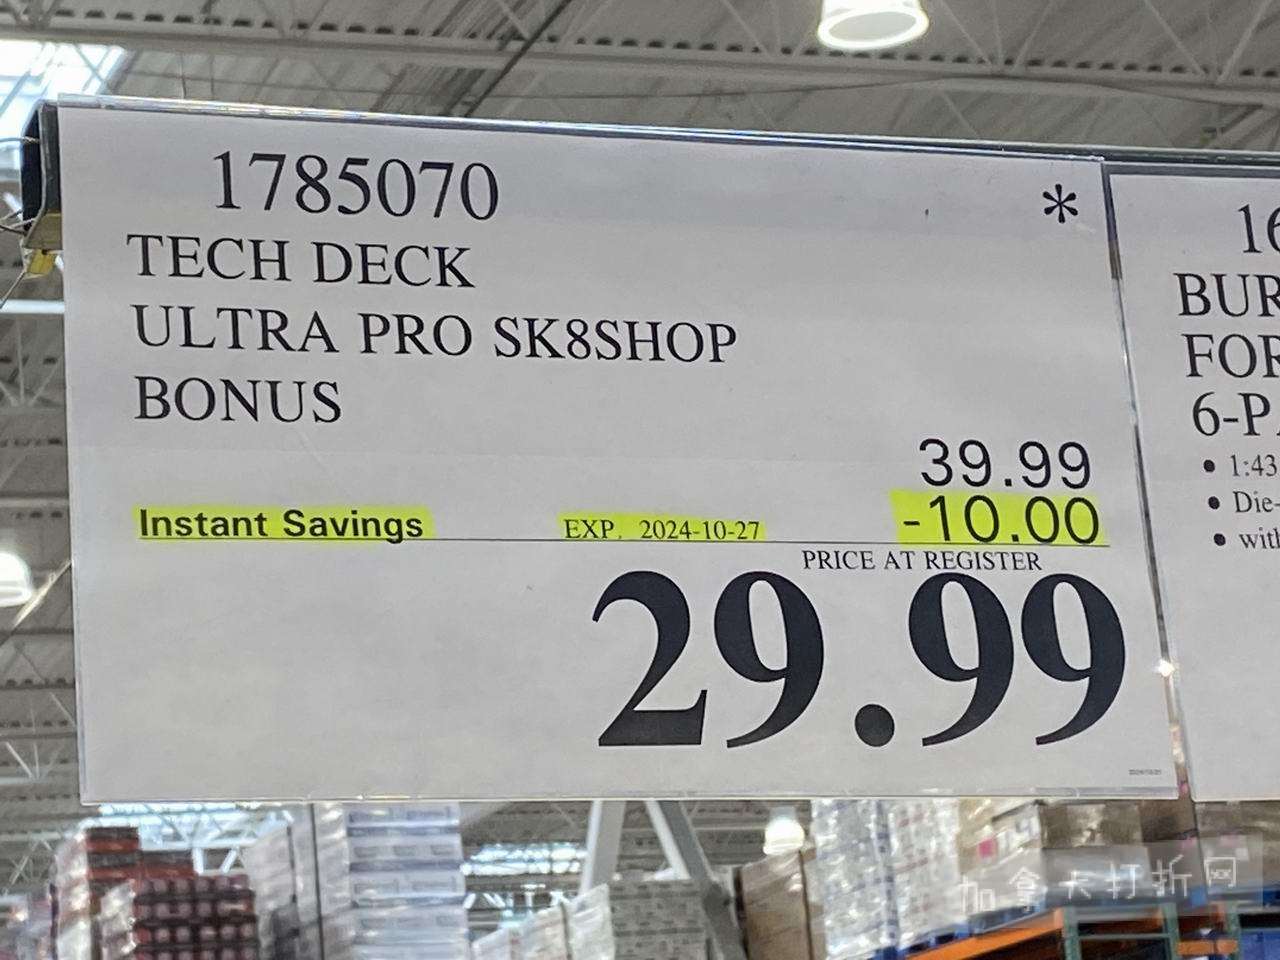 1785070
*
TECH DECK
ULTRA PRO SK8SHOP
BONUS
39.99
Instant Savings EXP. 2024-10-27 -10.00
PRICE AT REGISTER
29.99
16
BUR
FOR
6-P
• 1:43
• Die-
• with
加拿大打折网